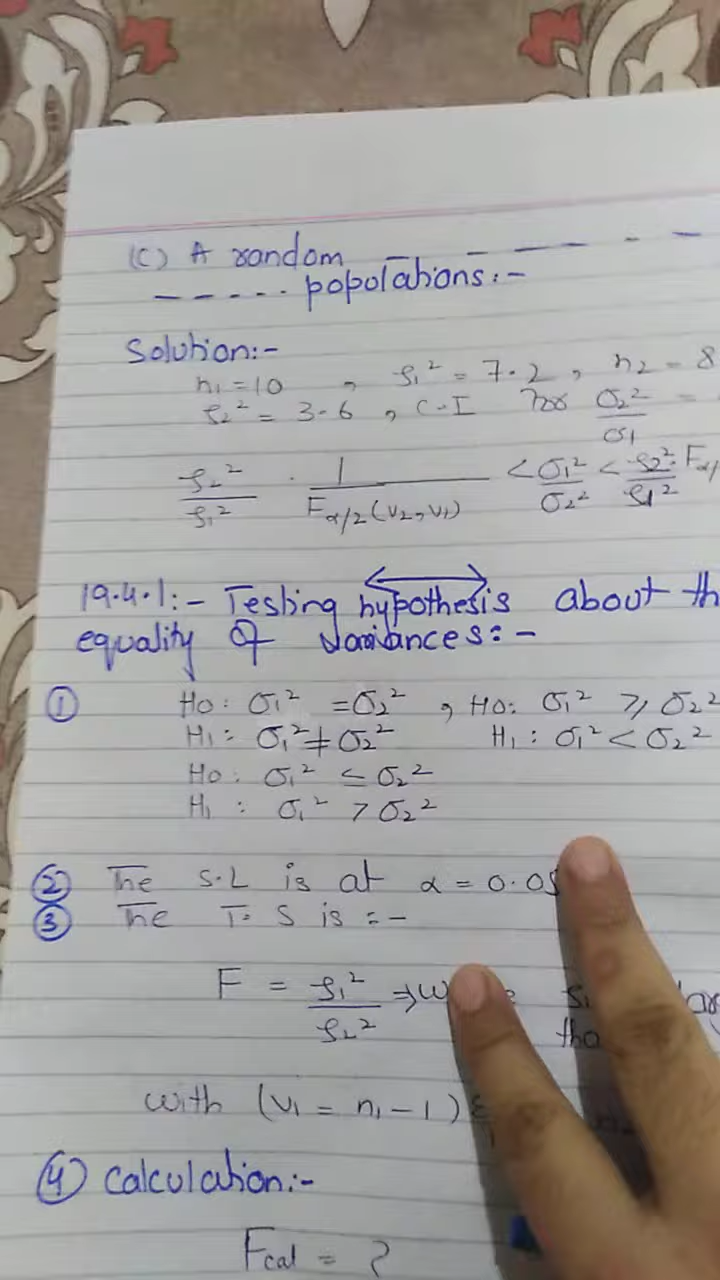 (C) A random — — — — - —
- - - - - populations:-
Solution:-
n₁ = 10 , s₁² = 7.2 , n₂ = 8
s₂² = 3.6 , C.I for σ₂²/σ₁ =
s₂²/s₁² . 1/F α/2 (v₂, v₁) < σ₁²/σ₂² < s₂²/s₁² . F α/
19.4.1:- Testing hypothesis about th
equality of variances:-
① H₀: σ₁² = σ₂² , H₀: σ₁² ⩾ σ₂²
H₁: σ₁² ≠ σ₂² H₁: σ₁² < σ₂²
H₀: σ₁² ≤ σ₂²
H₁: σ₁² > σ₂²
② The S.L is at α = 0.05
③ The T.S is :-
F = s₁²/s₂² ⇒
with (v₁ = n₁ - 1)
④ Calculation:-
Fcal = ?